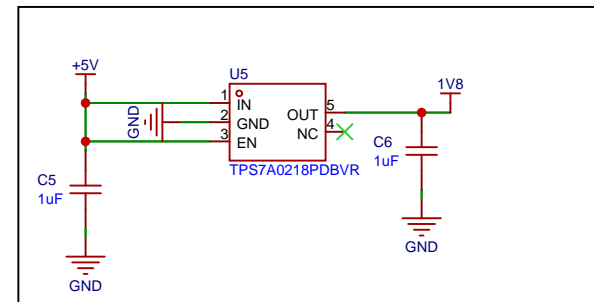 +5V
U5
1V8
1
IN
OUT
5
GND
2
GND
NC
4
3
EN
TPS7A0218PDBVR
C5
1uF
C6
1uF
GND
GND